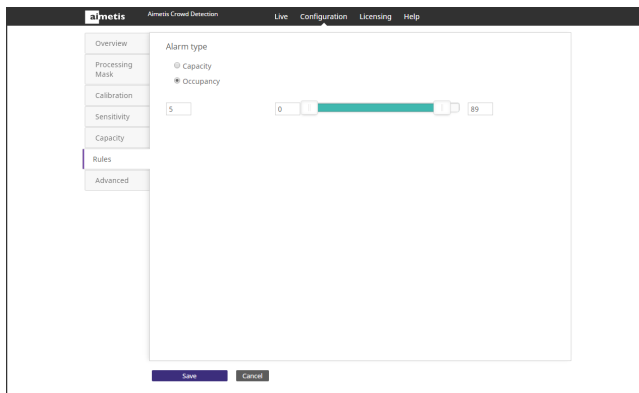 aimetis
Aimetis Crowd Detection
Live
Configuration
Licensing
Help
Overview
Processing
Mask
Calibration
Sensitivity
Capacity
Rules
Advanced
Alarm type
Capacity
Occupancy
5
0
89
Save
Cancel